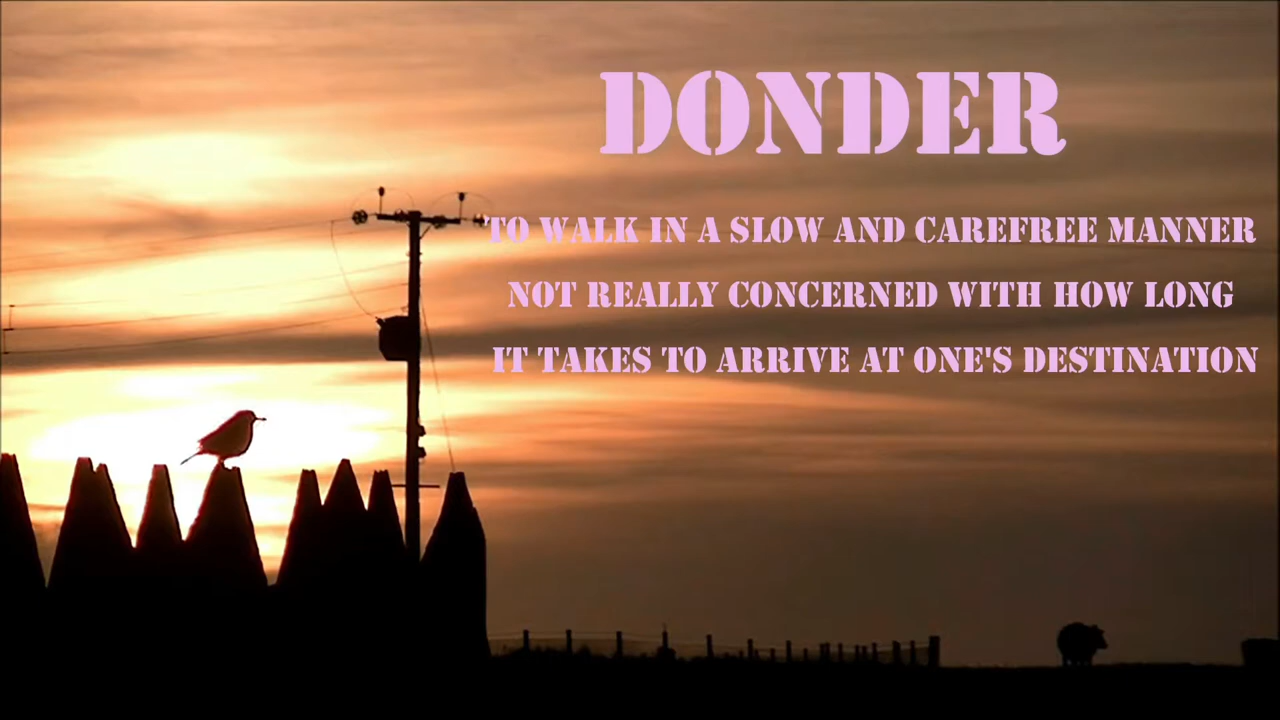 DONDER
TO WALK IN A SLOW AND CAREFREE MANNER
NOT REALLY CONCERNED WITH HOW LONG
IT TAKES TO ARRIVE AT ONE'S DESTINATION